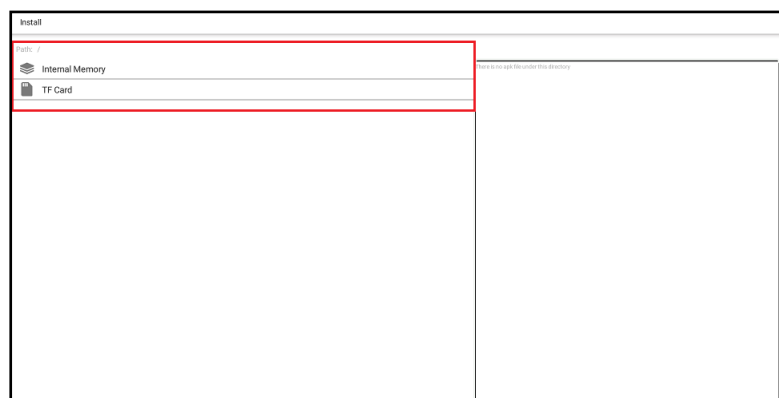 Install
Path: /
Internal Memory
TF Card
There is no apk file under this directory